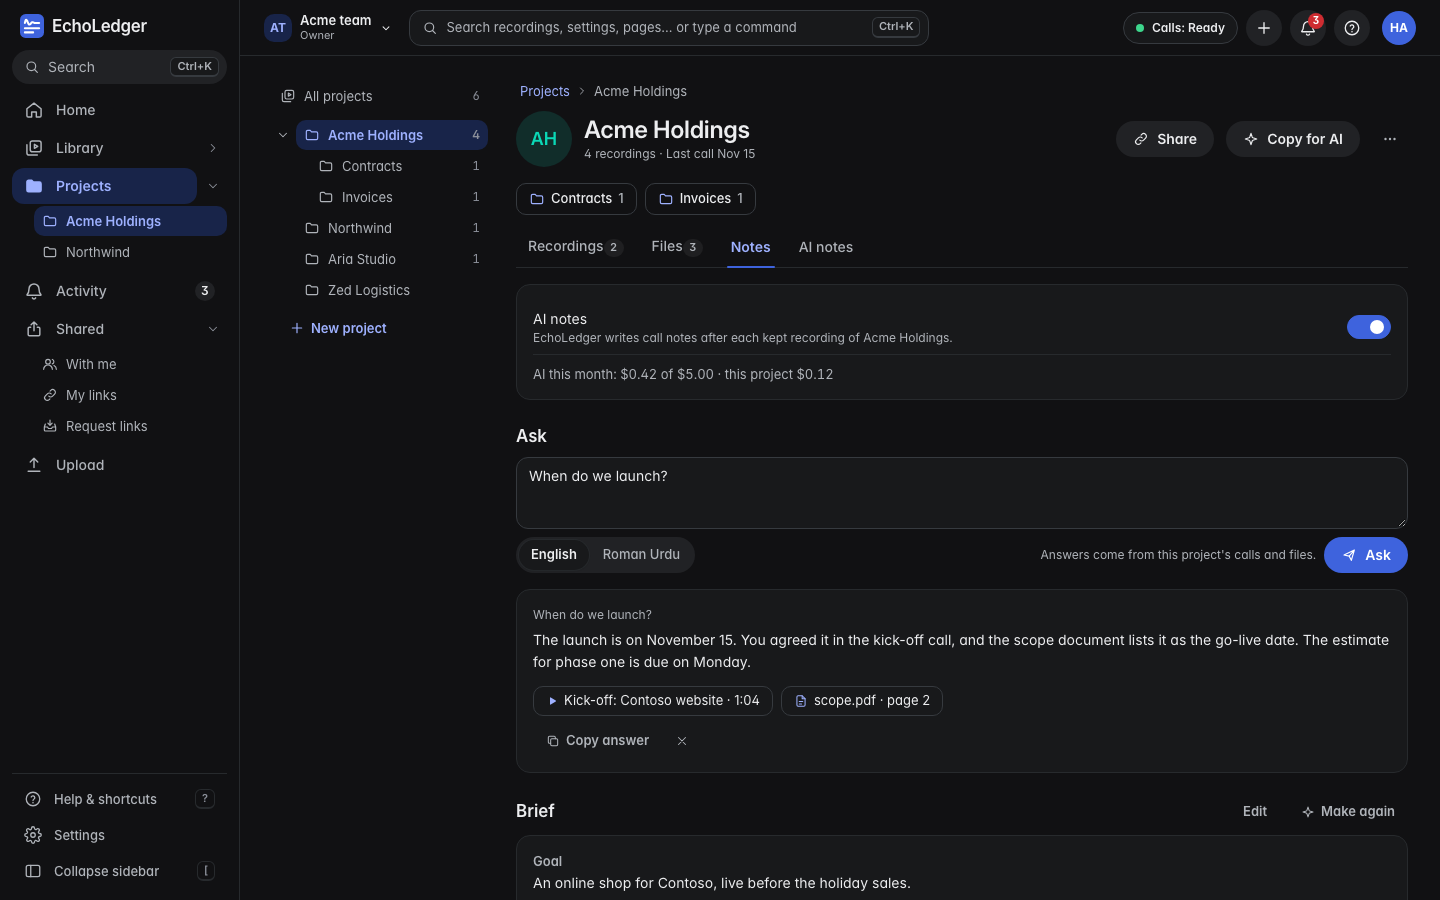 EchoLedger
Search Ctrl+K
Home
Library
Projects
Acme Holdings
Northwind
Activity 3
Shared
With me
My links
Request links
Upload
Help & shortcuts ?
Settings
Collapse sidebar [
AT Acme team
Owner
Search recordings, settings, pages... or type a command Ctrl+K
Calls: Ready
3
HA
All projects 6
Acme Holdings 4
Contracts 1
Invoices 1
Northwind 1
Aria Studio 1
Zed Logistics
New project
Projects > Acme Holdings
AH Acme Holdings
4 recordings · Last call Nov 15
Share
Copy for AI
Contracts 1
Invoices 1
Recordings 2 Files 3 Notes AI notes
AI notes
EchoLedger writes call notes after each kept recording of Acme Holdings.
AI this month: $0.42 of $5.00 · this project $0.12
Ask
When do we launch?
English Roman Urdu
Answers come from this project's calls and files. Ask
When do we launch?
The launch is on November 15. You agreed it in the kick-off call, and the scope document lists it as the go-live date. The estimate
for phase one is due on Monday.
Kick-off: Contoso website · 1:04 scope.pdf · page 2
Copy answer
Brief Edit Make again
Goal
An online shop for Contoso, live before the holiday sales.